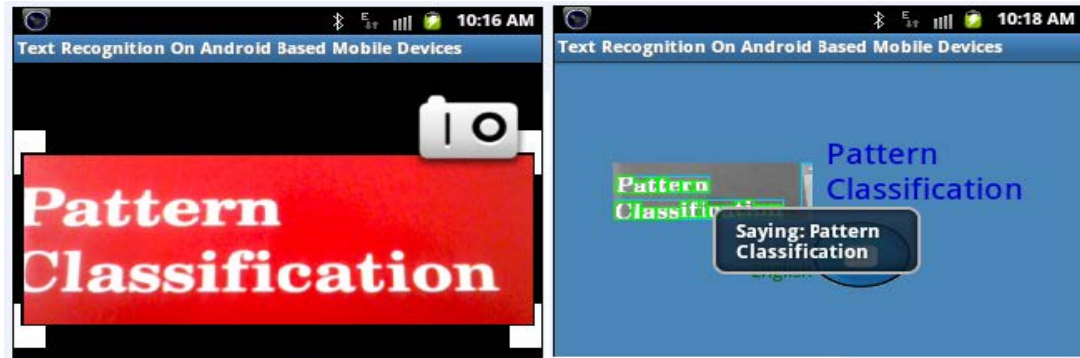 10:16 AM
Text Recognition On Android Based Mobile Devices
Pattern
Classification
10:18 AM
Text Recognition On Android Based Mobile Devices
Pattern
Classification
Pattern
Classification
Saying: Pattern
Classification
English